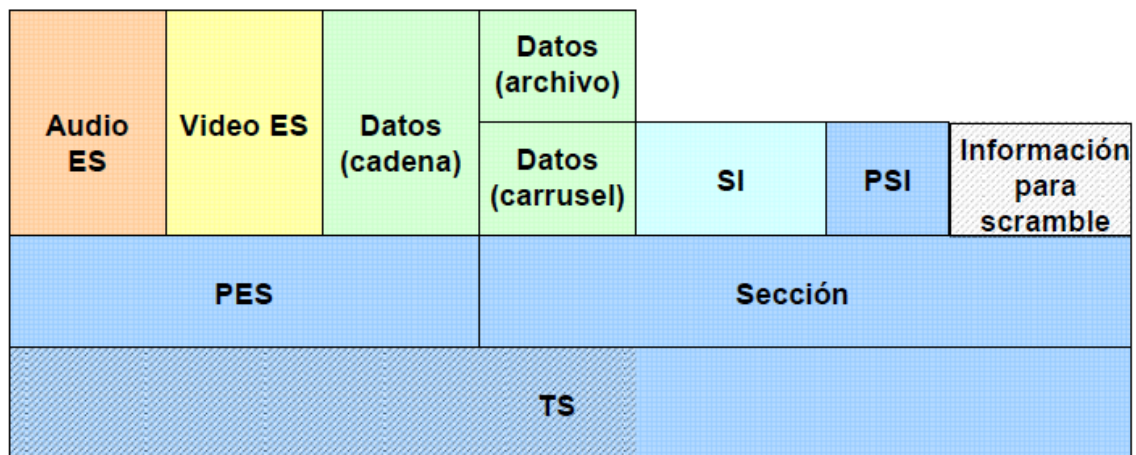 Audio
ES
Video ES
Datos
(cadena)
Datos
(archivo)
Datos
(carrusel)
SI
PSI
Información
para
scramble
PES
Sección
TS